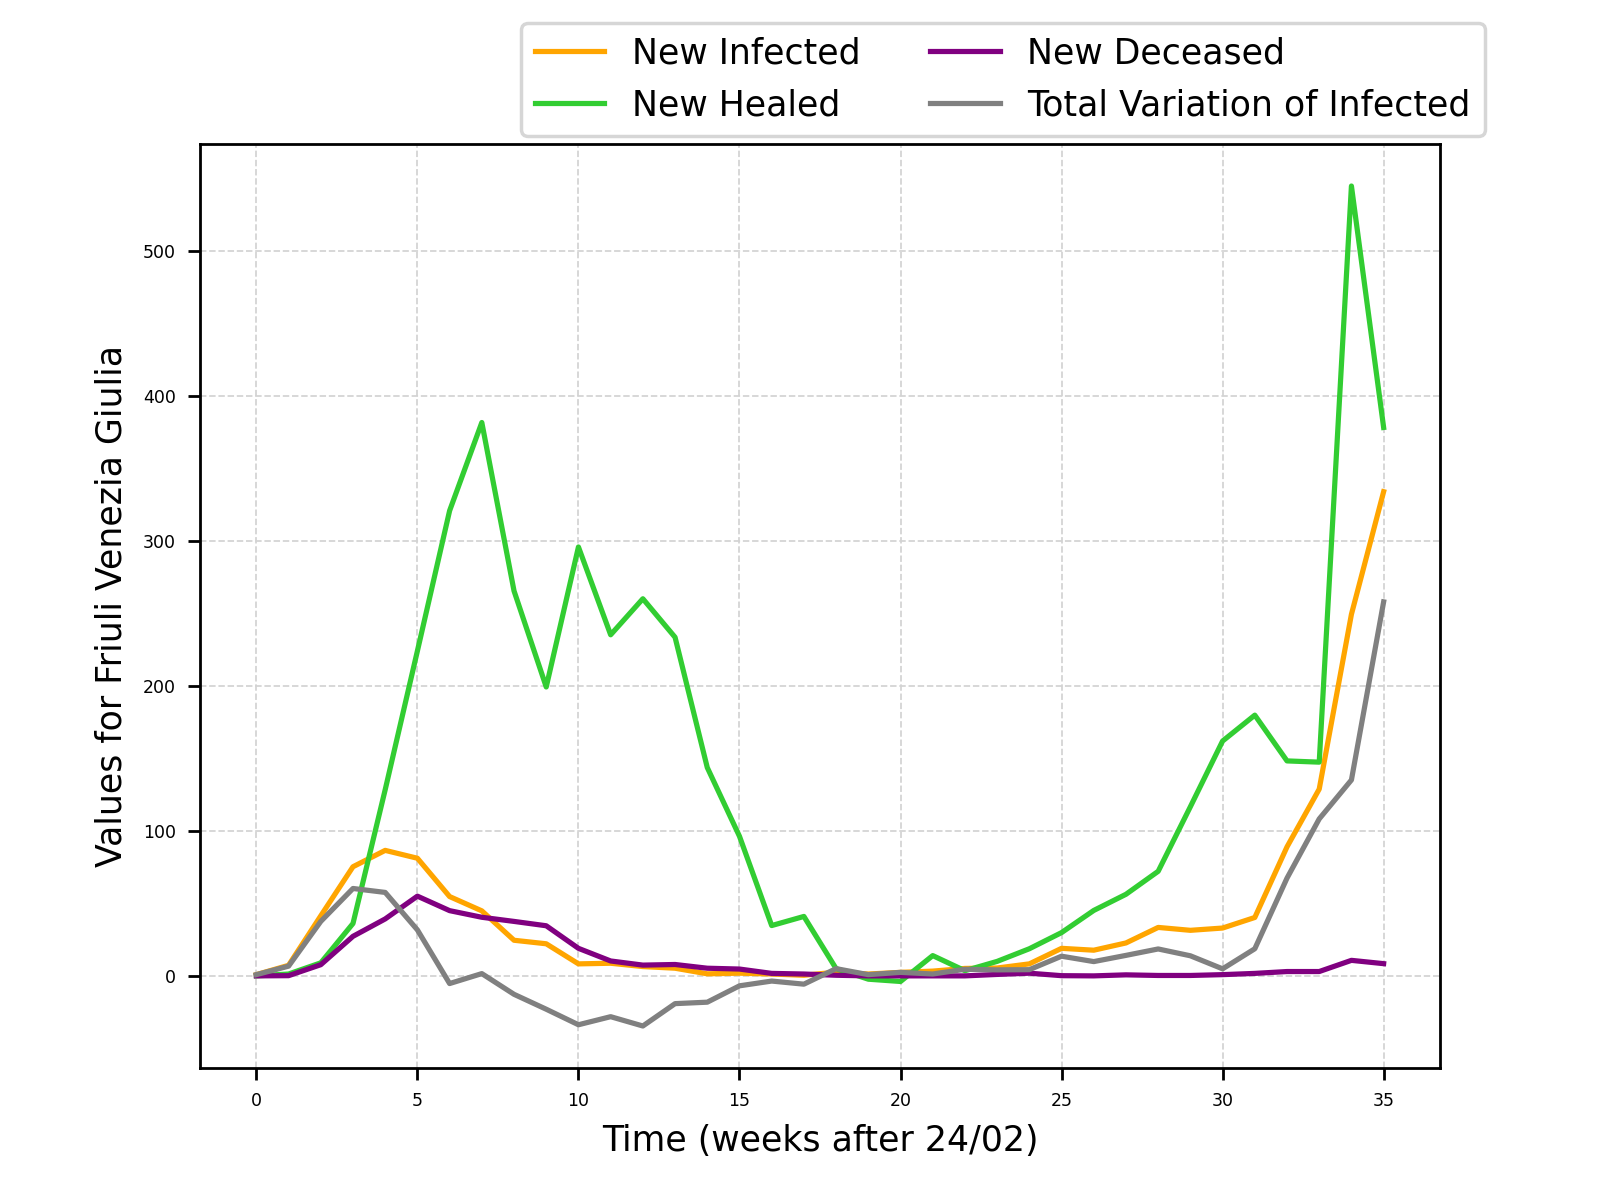 New Infected
New Healed
New Deceased
Total Variation of Infected
Values for Friuli Venezia Giulia
500
400
300
200
100
0
0 5 10 15 20 25 30 35
Time (weeks after 24/02)